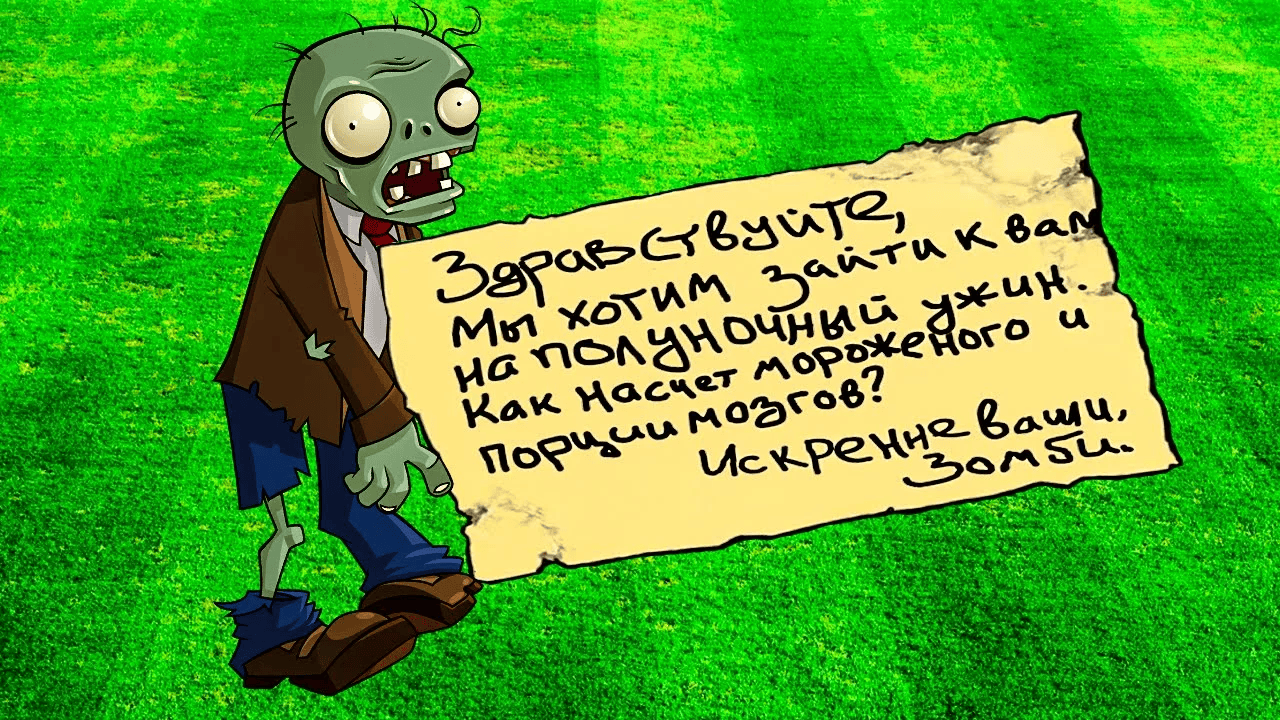 Здравствуйте,
Мы хотим зайти к вам
на полуночный ужин.
Как насчет мороженого и
порции мозгов?
Искренне ваши,
Зомби.